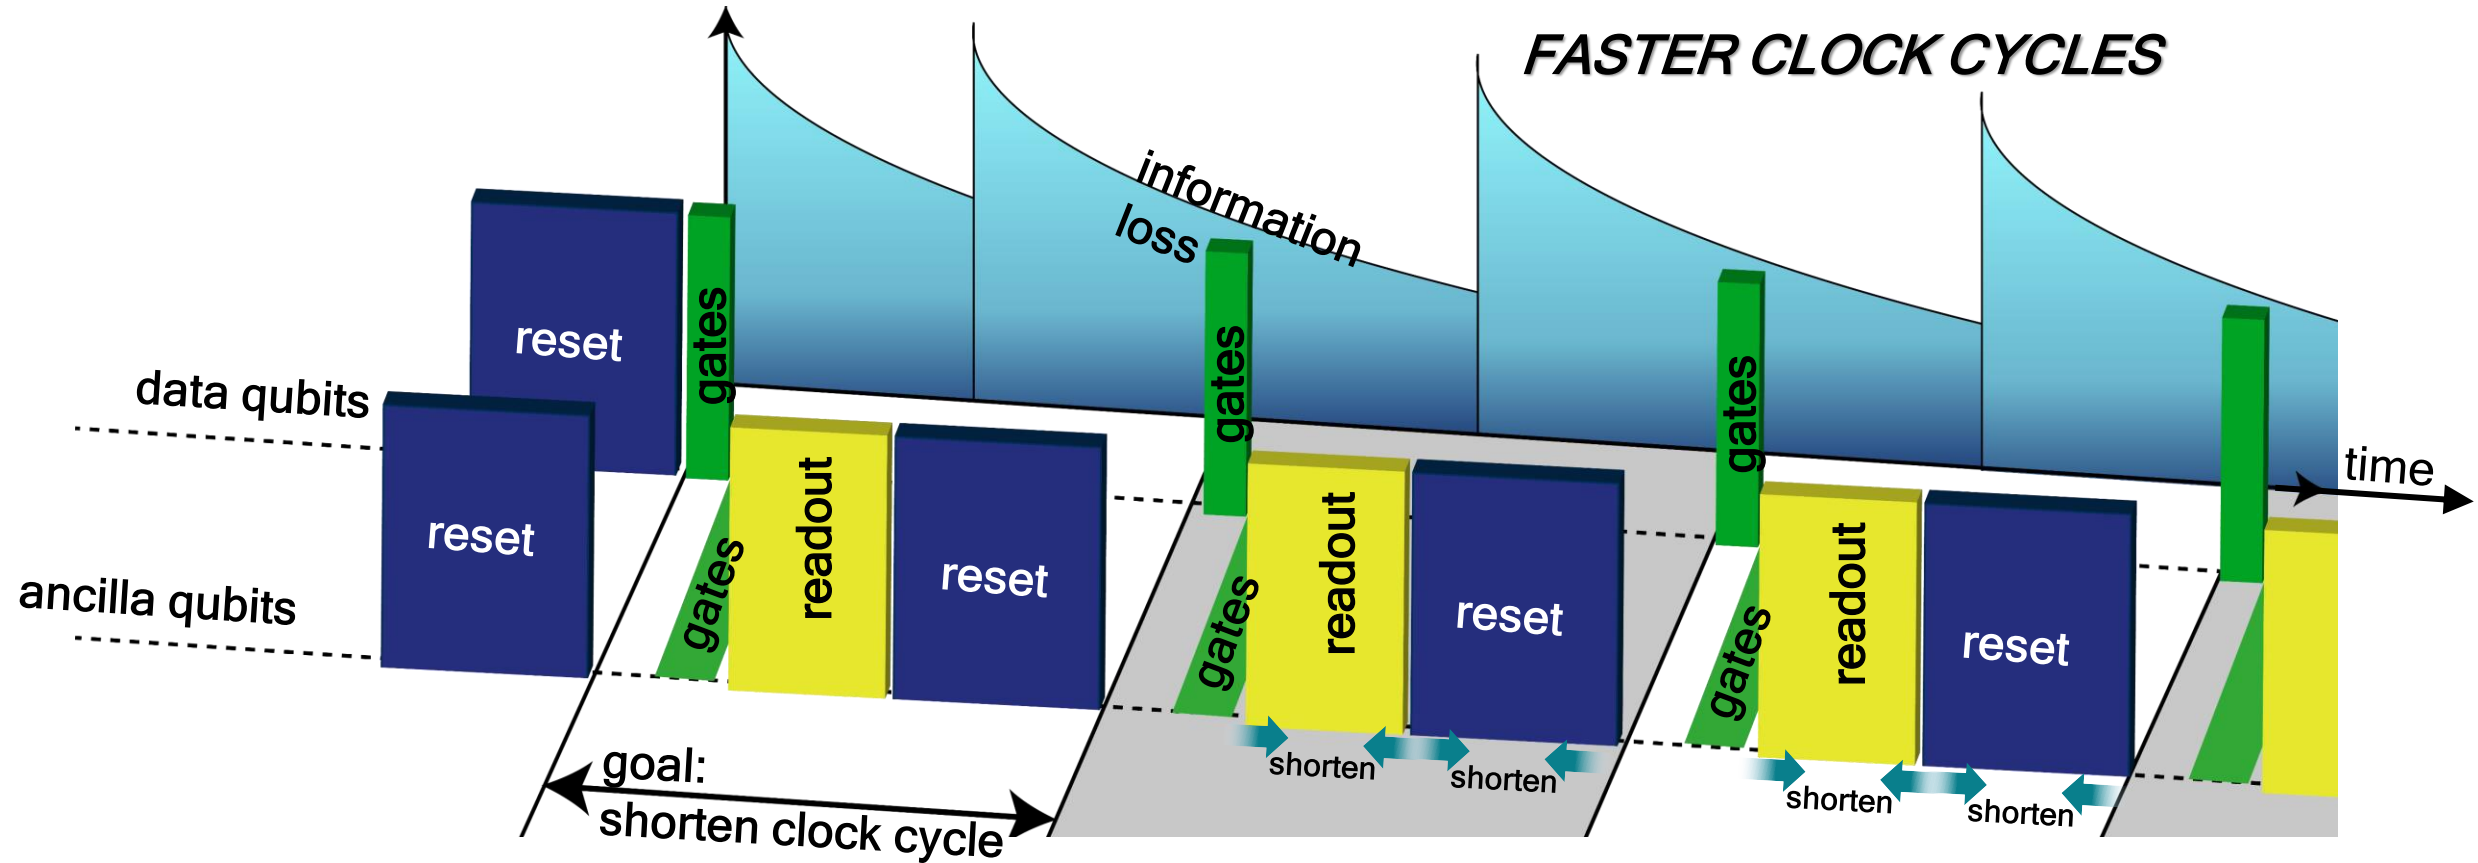 FASTER CLOCK CYCLES
information
loss
reset
gates
gates
gates
data qubits
time
reset
readout
reset
readout
reset
readout
reset
ancilla qubits
gates
gates
gates
goal:
shorten clock cycle
shorten
shorten
shorten
shorten